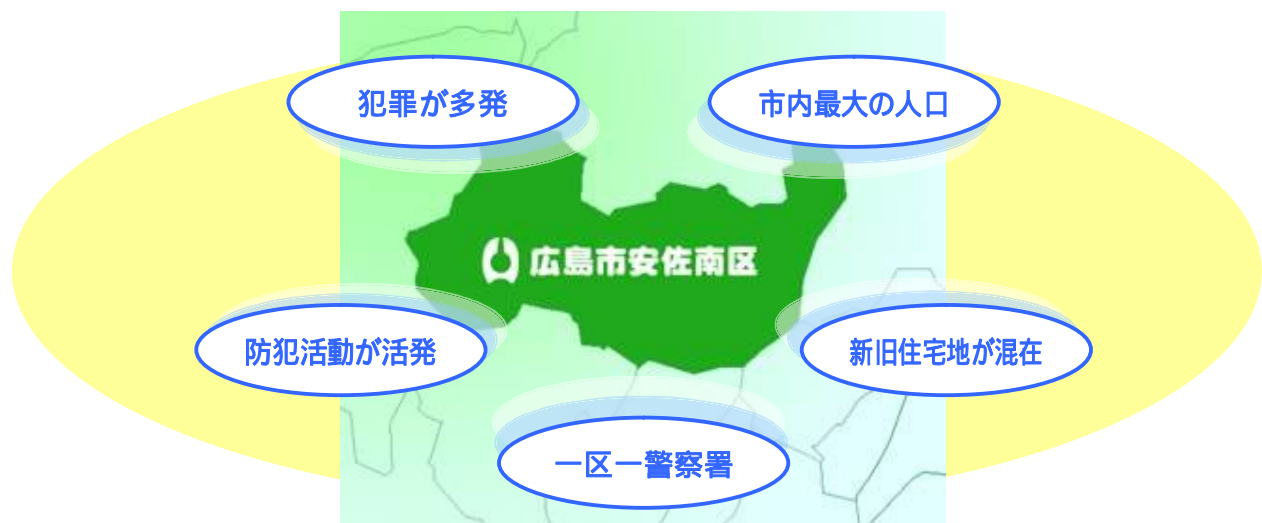 犯罪が多発
市内最大の人口
広島市安佐南区
防犯活動が活発
新旧住宅地が混在
一区一警察署